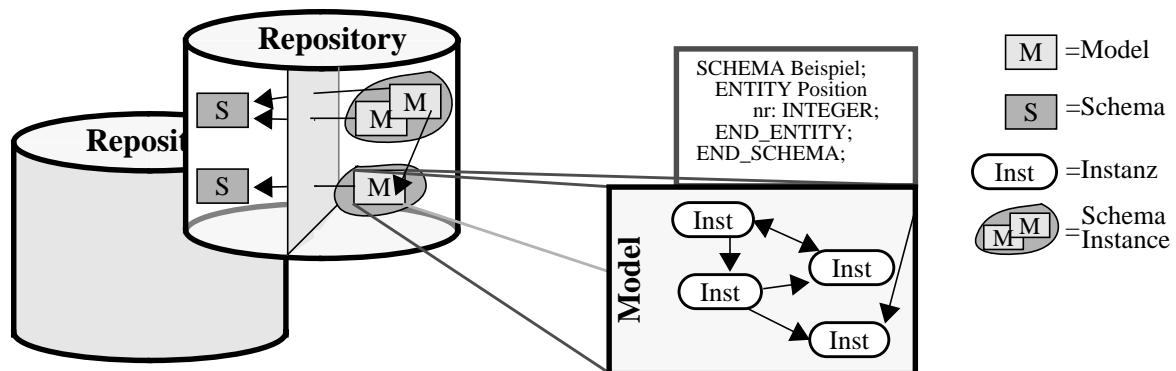 Repository
Reposit
S
M
M
S
M
SCHEMA Beispiel;
ENTITY Position
nr: INTEGER;
END_ENTITY;
END_SCHEMA;
Model
Inst
Inst
Inst
Inst
M =Model
S =Schema
Inst =Instanz
M M =Schema
Instance